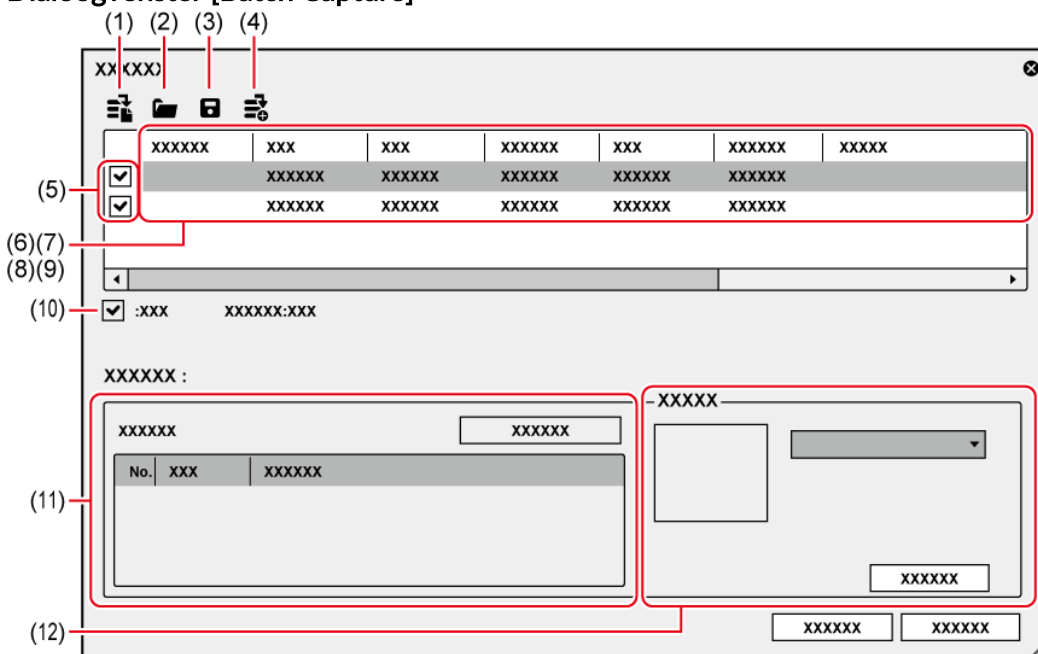 Dialoogvenster [Batch Capture]
(1) (2) (3) (4)
XXXXXX
XXXXXX XXX XXX XXXXXX XXX XXXXXX XXXXX
(5)
XXXXXX XXXXXX XXXXXX XXXXXX XXXXXX
XXXXXX XXXXXX XXXXXX XXXXXX XXXXXX
(6)(7)
(8)(9)
(10) :XXX XXXXXX:XXX
XXXXXX :
XXXXX
XXXXXX XXXXXX
No. XXX XXXXXX
(11)
XXXXXX
(12) XXXXXX XXXXXX